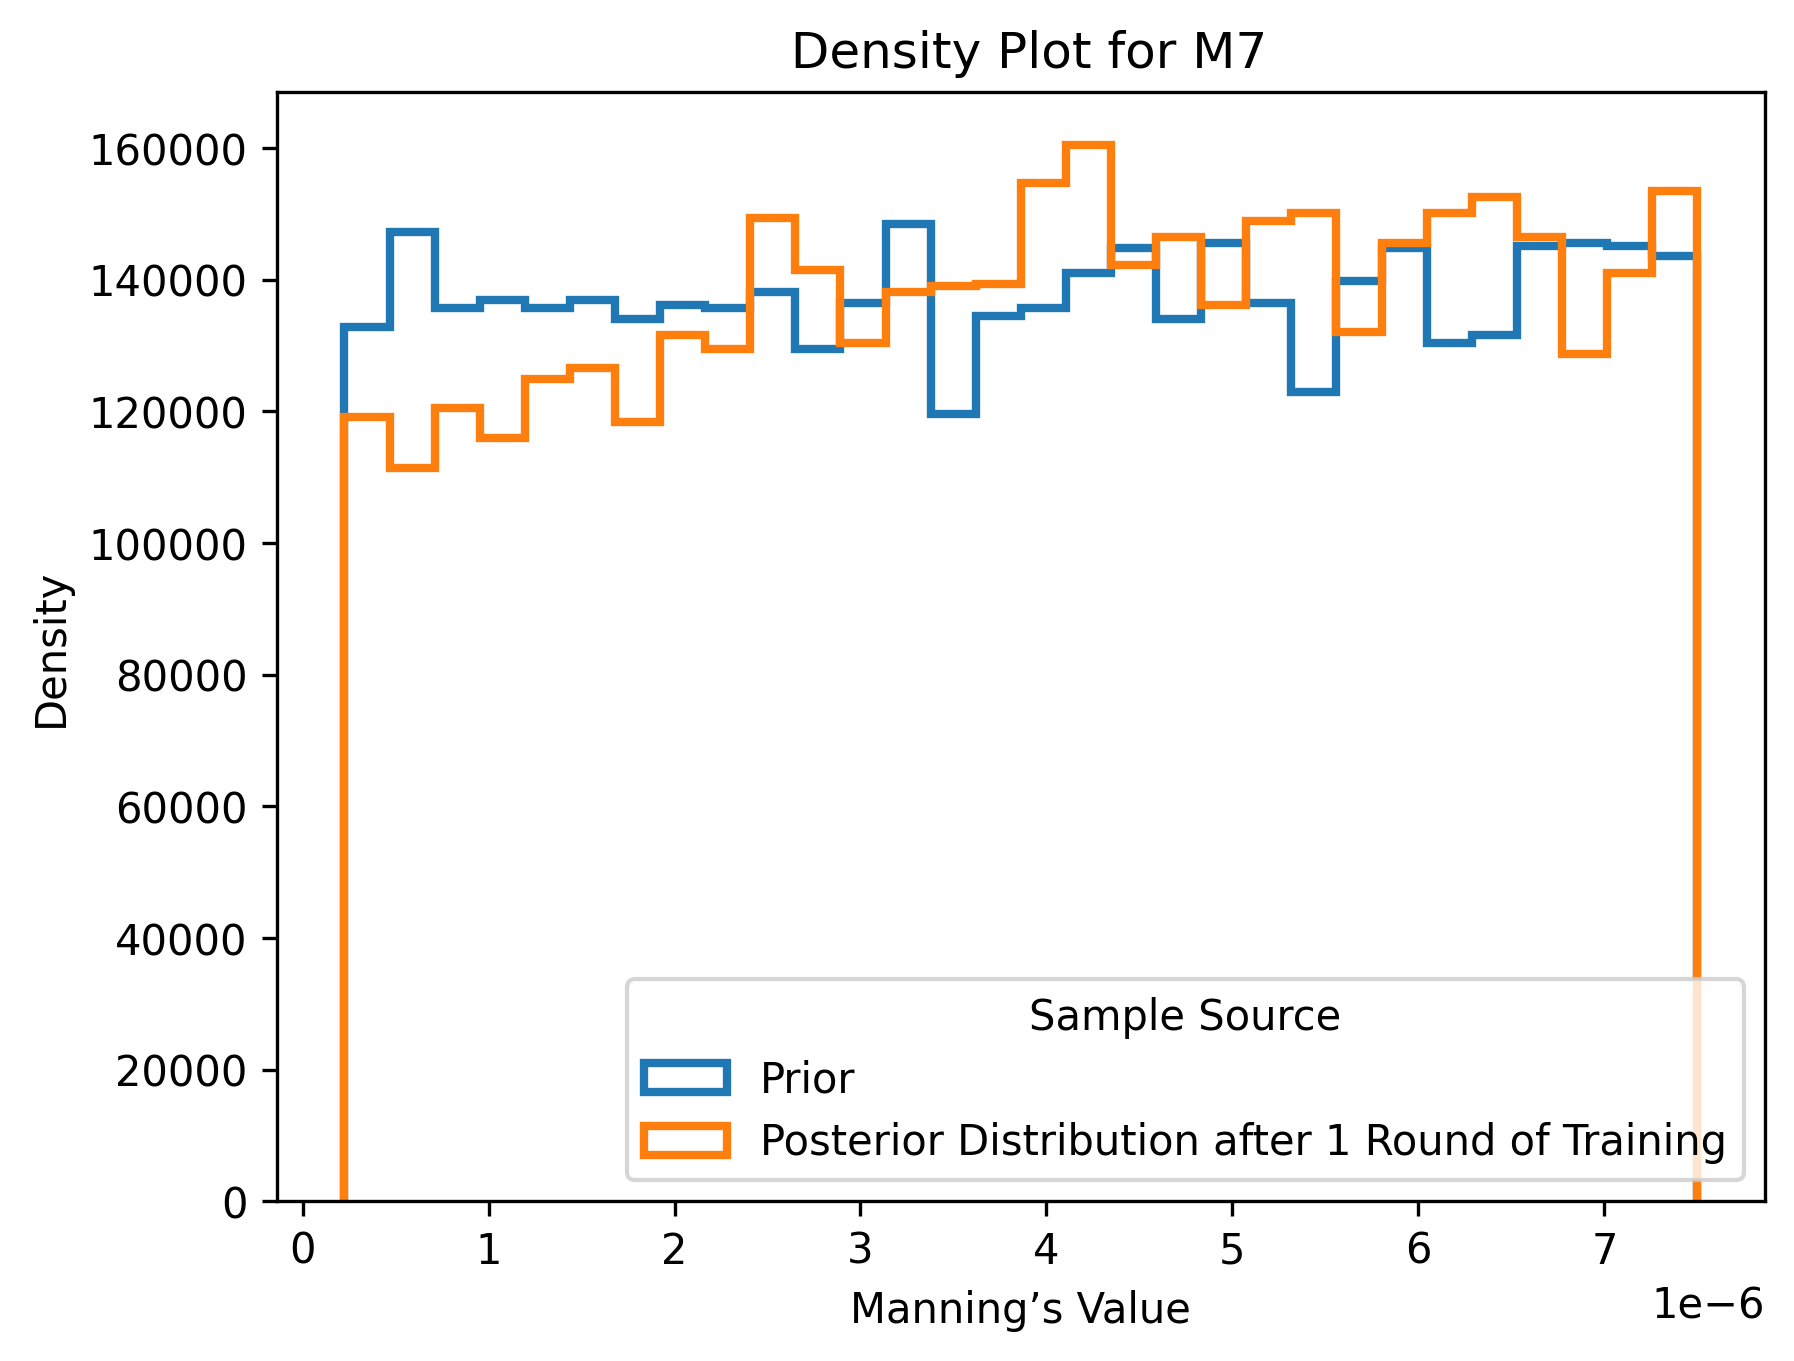 Density Plot for M7
160000
140000
120000
100000
80000
60000
40000
20000
0
Density
Sample Source
Prior
Posterior Distribution after 1 Round of Training
0 1 2 3 4 5 6 7
Manning’s Value
1e−6